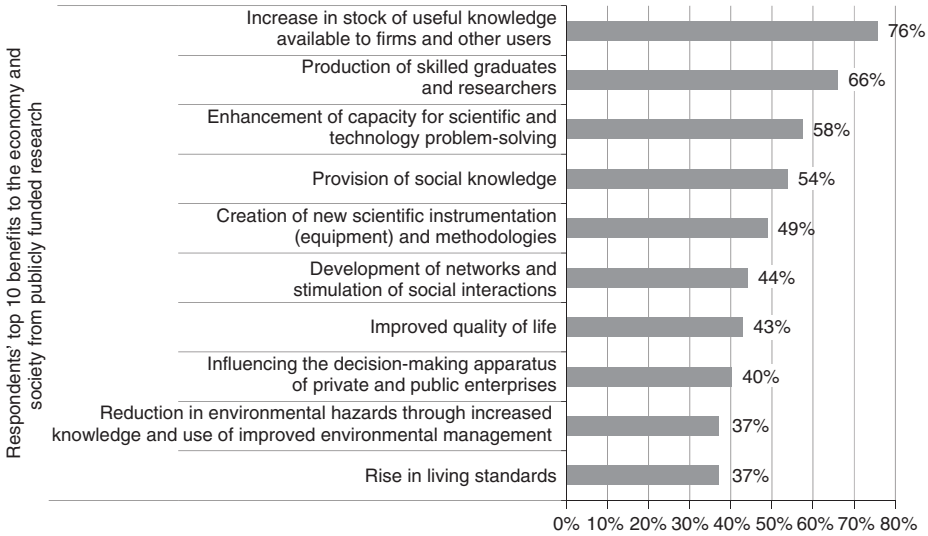 Respondents’ top 10 benefits to the economy and
society from publicly funded research
Increase in stock of useful knowledge
available to firms and other users
76%
Production of skilled graduates
and researchers
66%
Enhancement of capacity for scientific and
technology problem-solving
58%
Provision of social knowledge
54%
Creation of new scientific instrumentation
(equipment) and methodologies
49%
Development of networks and
stimulation of social interactions
44%
Improved quality of life
43%
Influencing the decision-making apparatus
of private and public enterprises
40%
Reduction in environmental hazards through increased
knowledge and use of improved environmental management
37%
Rise in living standards
37%
0% 10% 20% 30% 40% 50% 60% 70% 80%